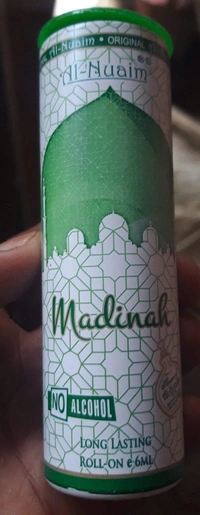 Al-Nuaim • ORIGINAL
Al-Nuaim
Madinah
NO ALCOHOL
LONG LASTING
ROLL-ON e 6ML